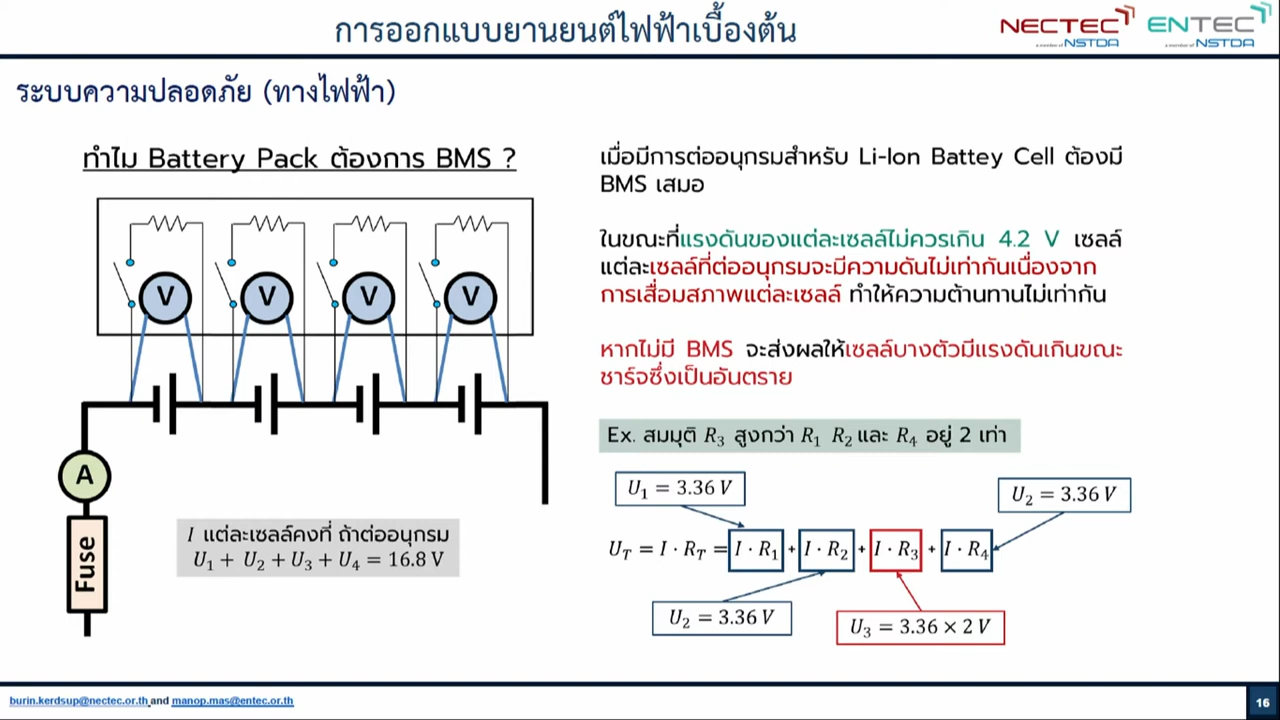 การออกแบบยานยนต์ไฟฟ้าเบื้องต้น
NECTEC
a member of NSTDA
ENTEC
a member of NSTDA
ระบบความปลอดภัย (ทางไฟฟ้า)
ทำไม Battery Pack ต้องการ BMS ?
V V V V
A
Fuse
I แต่ละเซลล์คงที่ ถ้าต่ออนุกรม
U₁ + U₂ + U₃ + U₄ = 16.8 V
เมื่อมีการต่ออนุกรมสำหรับ Li-Ion Battey Cell ต้องมี
BMS เสมอ
ในขณะที่แรงดันของแต่ละเซลล์ไม่ควรเกิน 4.2 V เซลล์
แต่ละเซลล์ที่ต่ออนุกรมจะมีความดันไม่เท่ากันเนื่องจาก
การเสื่อมสภาพแต่ละเซลล์ ทำให้ความต้านทานไม่เท่ากัน
หากไม่มี BMS จะส่งผลให้เซลล์บางตัวมีแรงดันเกินขณะ
ชาร์จซึ่งเป็นอันตราย
Ex. สมมุติ R₃ สูงกว่า R₁ R₂ และ R₄ อยู่ 2 เท่า
U₁ = 3.36 V
U₂ = 3.36 V
U_T = I · R_T = I · R₁ + I · R₂ + I · R₃ + I · R₄
U₂ = 3.36 V
U₃ = 3.36 × 2 V
burin.kerdsup@nectec.or.th and manop.mas@entec.or.th
16